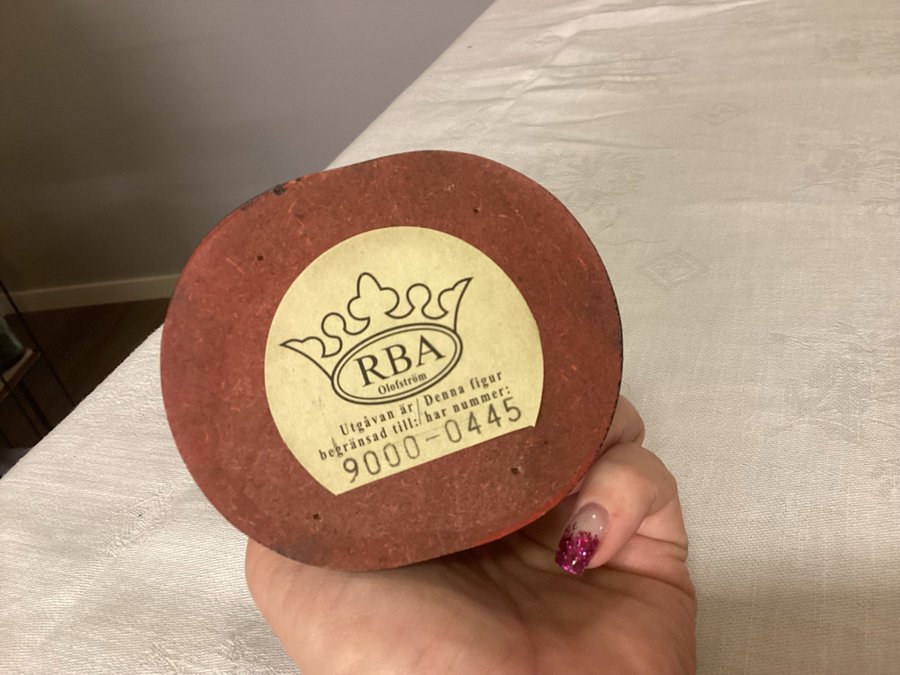 RBA
Olofström
Utgåvan är/Denna figur
begränsad till:/har nummer:
9000-0445